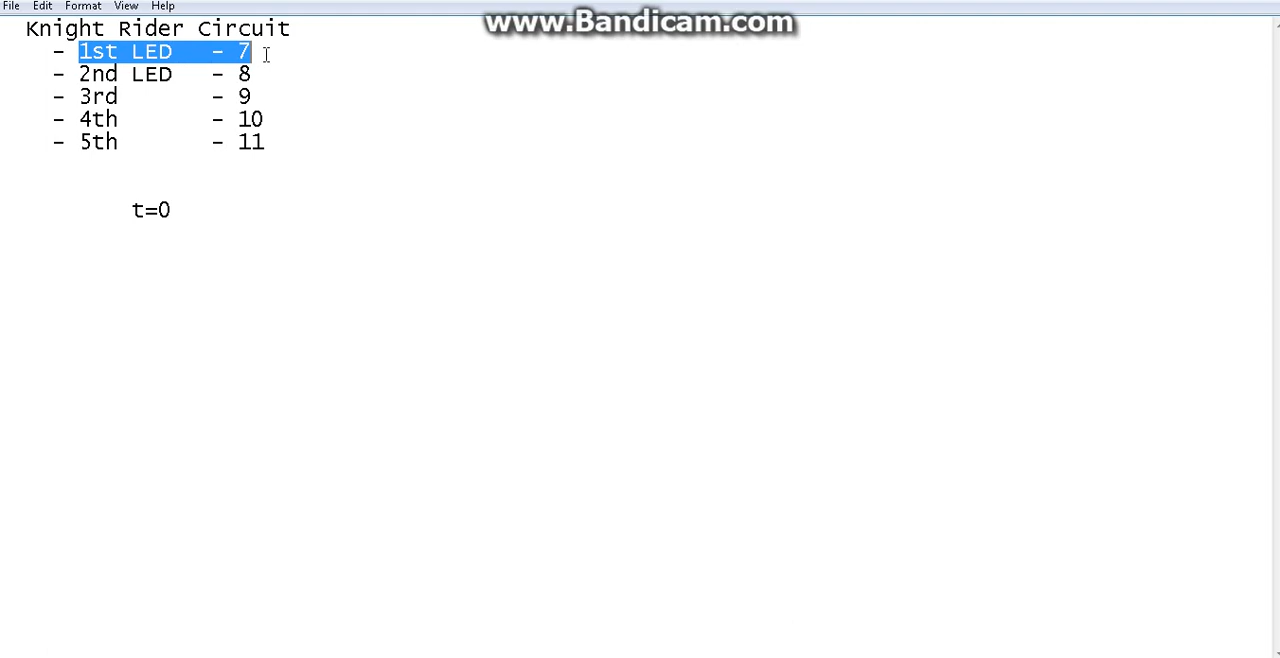 File Edit Format View Help
www.Bandicam.com
Knight Rider Circuit
- 1st LED - 7
- 2nd LED - 8
- 3rd - 9
- 4th - 10
- 5th - 11
t=0